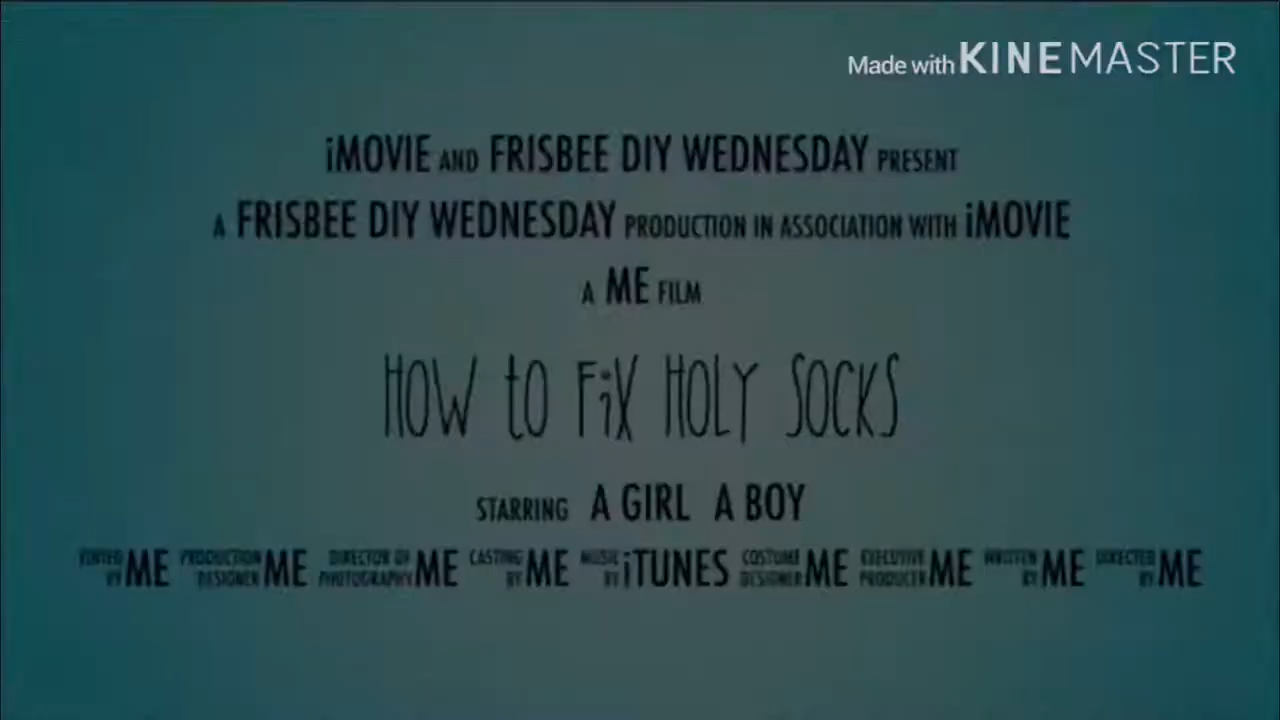 Made with KINEMASTER
iMOVIE AND FRISBEE DIY WEDNESDAY PRESENT
A FRISBEE DIY WEDNESDAY PRODUCTION IN ASSOCIATION WITH iMOVIE
A ME FILM
HOW to FiX HOLY SOCKS
STARRING A GIRL A BOY
EDITED BY ME PRODUCTION DESIGNER ME DIRECTOR OF PHOTOGRAPHY ME CASTING BY ME MUSIC BY iTUNES COSTUME DESIGNER ME EXECUTIVE PRODUCER ME WRITTEN BY ME DIRECTED BY ME